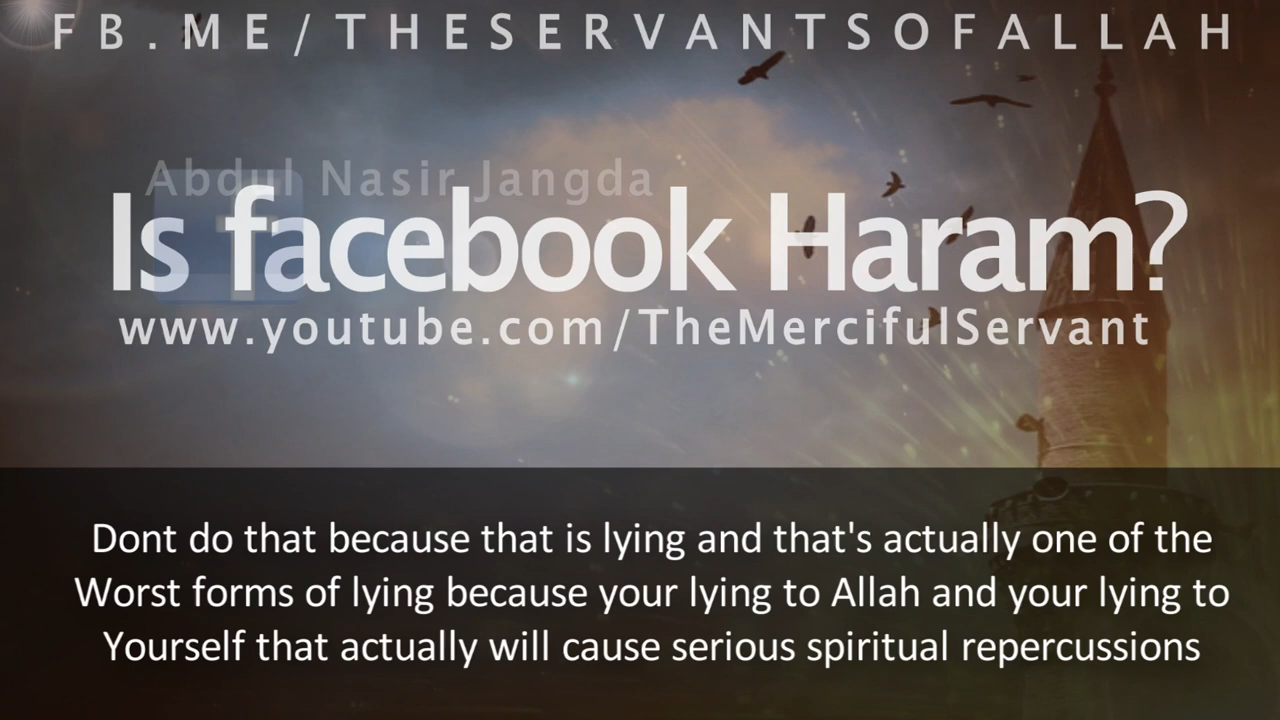 FB.ME/THESERVANTSOFALLAH
Abdul Nasir Jangda
Is facebook Haram?
www.youtube.com/TheMercifulServant
Dont do that because that is lying and that's actually one of the
Worst forms of lying because your lying to Allah and your lying to
Yourself that actually will cause serious spiritual repercussions